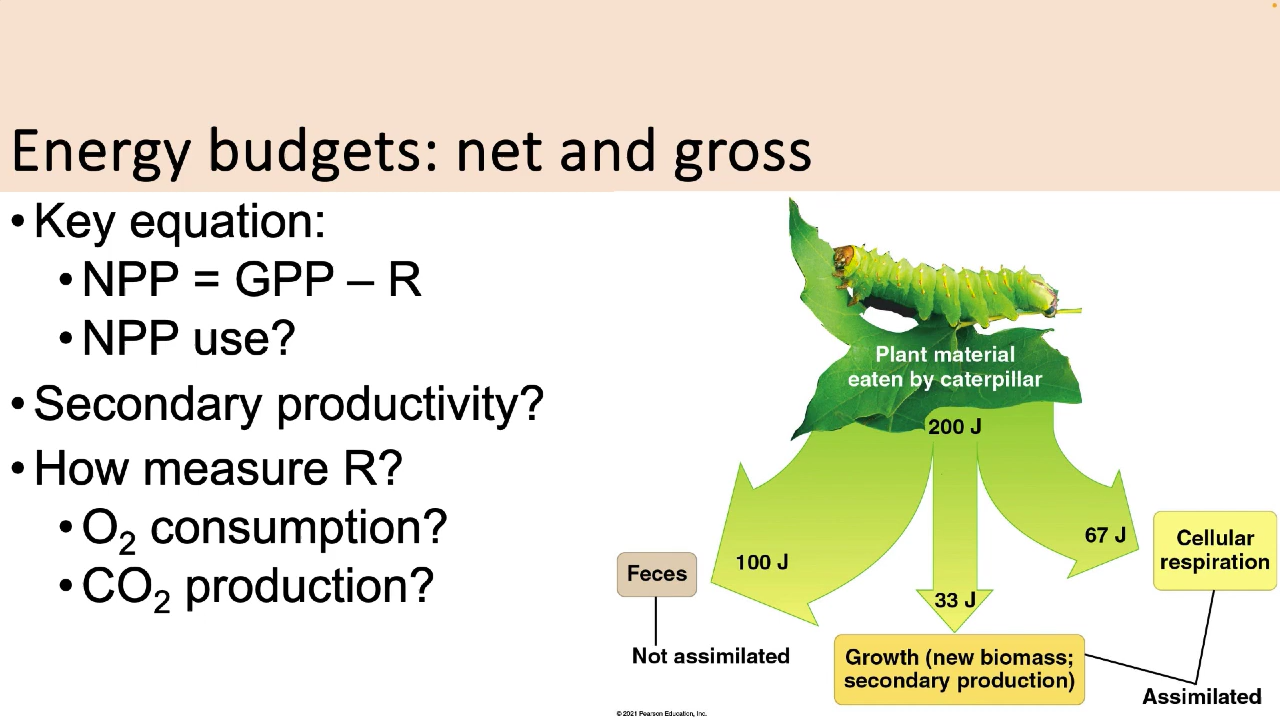 Energy budgets: net and gross
• Key equation:
• NPP = GPP – R
• NPP use?
• Secondary productivity?
• How measure R?
• O₂ consumption?
• CO₂ production?
Plant material
eaten by caterpillar
200 J
100 J
33 J
67 J
Feces
Not assimilated
Growth (new biomass;
secondary production)
Cellular
respiration
Assimilated
© 2021 Pearson Education, Inc.